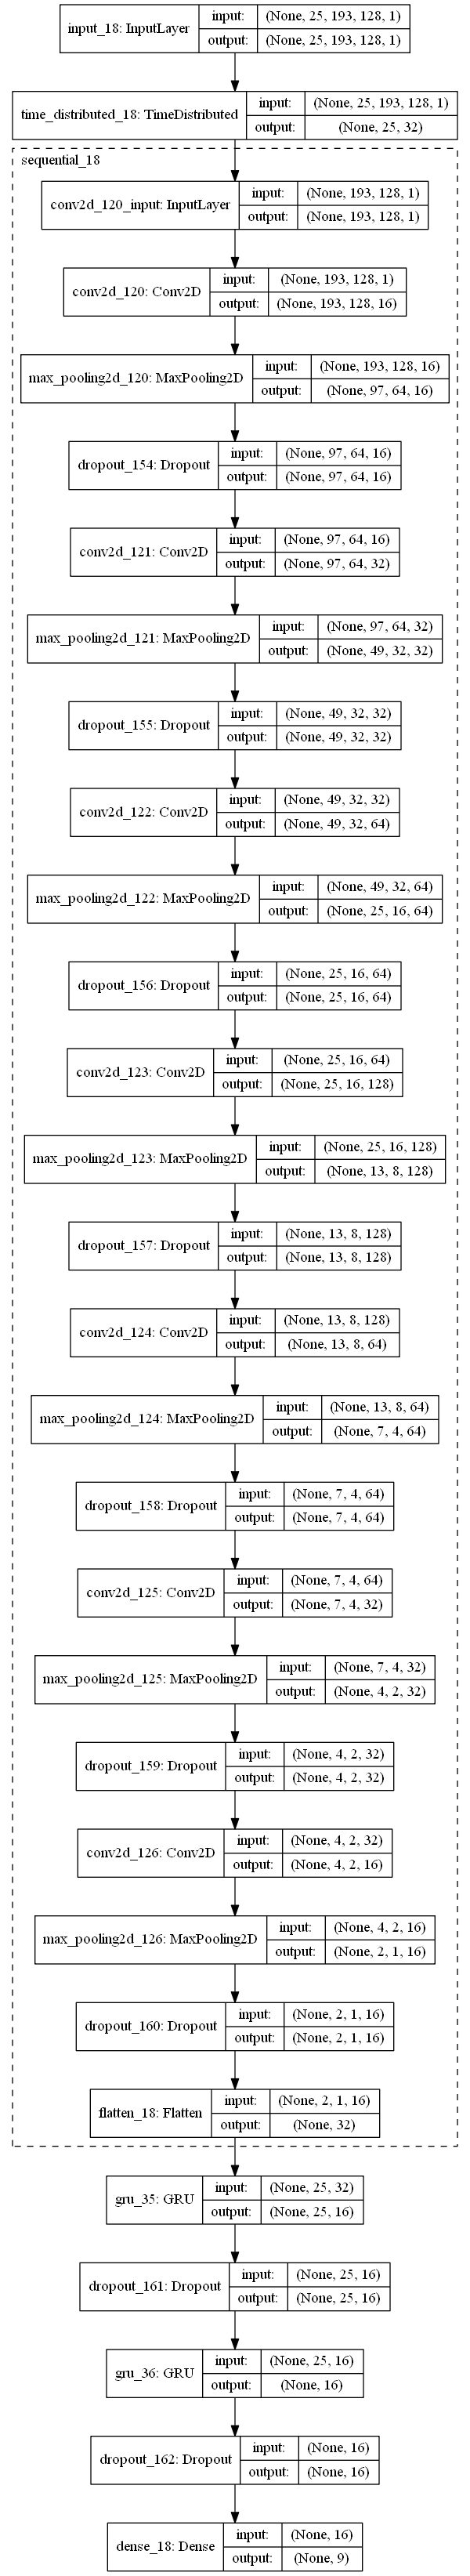 input_18: InputLayer
input: (None, 25, 193, 128, 1)
output: (None, 25, 193, 128, 1)
time_distributed_18: TimeDistributed
input: (None, 25, 193, 128, 1)
output: (None, 25, 32)
sequential_18
conv2d_120_input: InputLayer
input: (None, 193, 128, 1)
output: (None, 193, 128, 1)
conv2d_120: Conv2D
input: (None, 193, 128, 1)
output: (None, 193, 128, 16)
max_pooling2d_120: MaxPooling2D
input: (None, 193, 128, 16)
output: (None, 97, 64, 16)
dropout_154: Dropout
input: (None, 97, 64, 16)
output: (None, 97, 64, 16)
conv2d_121: Conv2D
input: (None, 97, 64, 16)
output: (None, 97, 64, 32)
max_pooling2d_121: MaxPooling2D
input: (None, 97, 64, 32)
output: (None, 49, 32, 32)
dropout_155: Dropout
input: (None, 49, 32, 32)
output: (None, 49, 32, 32)
conv2d_122: Conv2D
input: (None, 49, 32, 32)
output: (None, 49, 32, 64)
max_pooling2d_122: MaxPooling2D
input: (None, 49, 32, 64)
output: (None, 25, 16, 64)
dropout_156: Dropout
input: (None, 25, 16, 64)
output: (None, 25, 16, 64)
conv2d_123: Conv2D
input: (None, 25, 16, 64)
output: (None, 25, 16, 128)
max_pooling2d_123: MaxPooling2D
input: (None, 25, 16, 128)
output: (None, 13, 8, 128)
dropout_157: Dropout
input: (None, 13, 8, 128)
output: (None, 13, 8, 128)
conv2d_124: Conv2D
input: (None, 13, 8, 128)
output: (None, 13, 8, 64)
max_pooling2d_124: MaxPooling2D
input: (None, 13, 8, 64)
output: (None, 7, 4, 64)
dropout_158: Dropout
input: (None, 7, 4, 64)
output: (None, 7, 4, 64)
conv2d_125: Conv2D
input: (None, 7, 4, 64)
output: (None, 7, 4, 32)
max_pooling2d_125: MaxPooling2D
input: (None, 7, 4, 32)
output: (None, 4, 2, 32)
dropout_159: Dropout
input: (None, 4, 2, 32)
output: (None, 4, 2, 32)
conv2d_126: Conv2D
input: (None, 4, 2, 32)
output: (None, 4, 2, 16)
max_pooling2d_126: MaxPooling2D
input: (None, 4, 2, 16)
output: (None, 2, 1, 16)
dropout_160: Dropout
input: (None, 2, 1, 16)
output: (None, 2, 1, 16)
flatten_18: Flatten
input: (None, 2, 1, 16)
output: (None, 32)
gru_35: GRU
input: (None, 25, 32)
output: (None, 25, 16)
dropout_161: Dropout
input: (None, 25, 16)
output: (None, 25, 16)
gru_36: GRU
input: (None, 25, 16)
output: (None, 16)
dropout_162: Dropout
input: (None, 16)
output: (None, 16)
dense_18: Dense
input: (None, 16)
output: (None, 9)